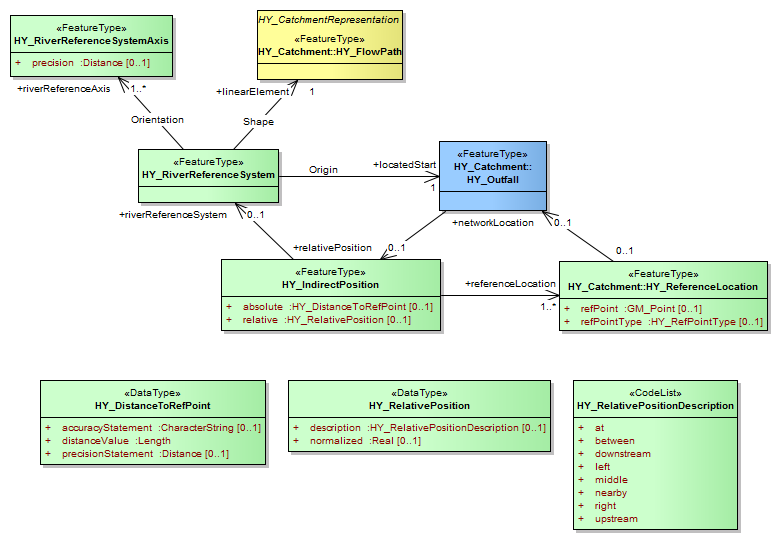 «FeatureType»
HY_RiverReferenceSystemAxis
+ precision :Distance [0..1]
HY_CatchmentRepresentation
«FeatureType»
HY_Catchment::HY_FlowPath
+riverReferenceAxis
1..*
+linearElement
1
Orientation
Shape
«FeatureType»
HY_RiverReferenceSystem
Origin
+locatedStart
1
«FeatureType»
HY_Catchment::
HY_Outfall
+riverReferenceSystem
0..1
+networkLocation
0..1
+relativePosition
0..1
0..1
«FeatureType»
HY_IndirectPosition
+ absolute :HY_DistanceToRefPoint [0..1]
+ relative :HY_RelativePosition [0..1]
+referenceLocation
1..*
«FeatureType»
HY_Catchment::HY_ReferenceLocation
+ refPoint :GM_Point [0..1]
+ refPointType :HY_RefPointType [0..1]
«DataType»
HY_DistanceToRefPoint
+ accuracyStatement :CharacterString [0..1]
+ distanceValue :Length
+ precisionStatement :Distance [0..1]
«DataType»
HY_RelativePosition
+ description :HY_RelativePositionDescription [0..1]
+ normalized :Real [0..1]
«CodeList»
HY_RelativePositionDescription
+ at
+ between
+ downstream
+ left
+ middle
+ nearby
+ right
+ upstream